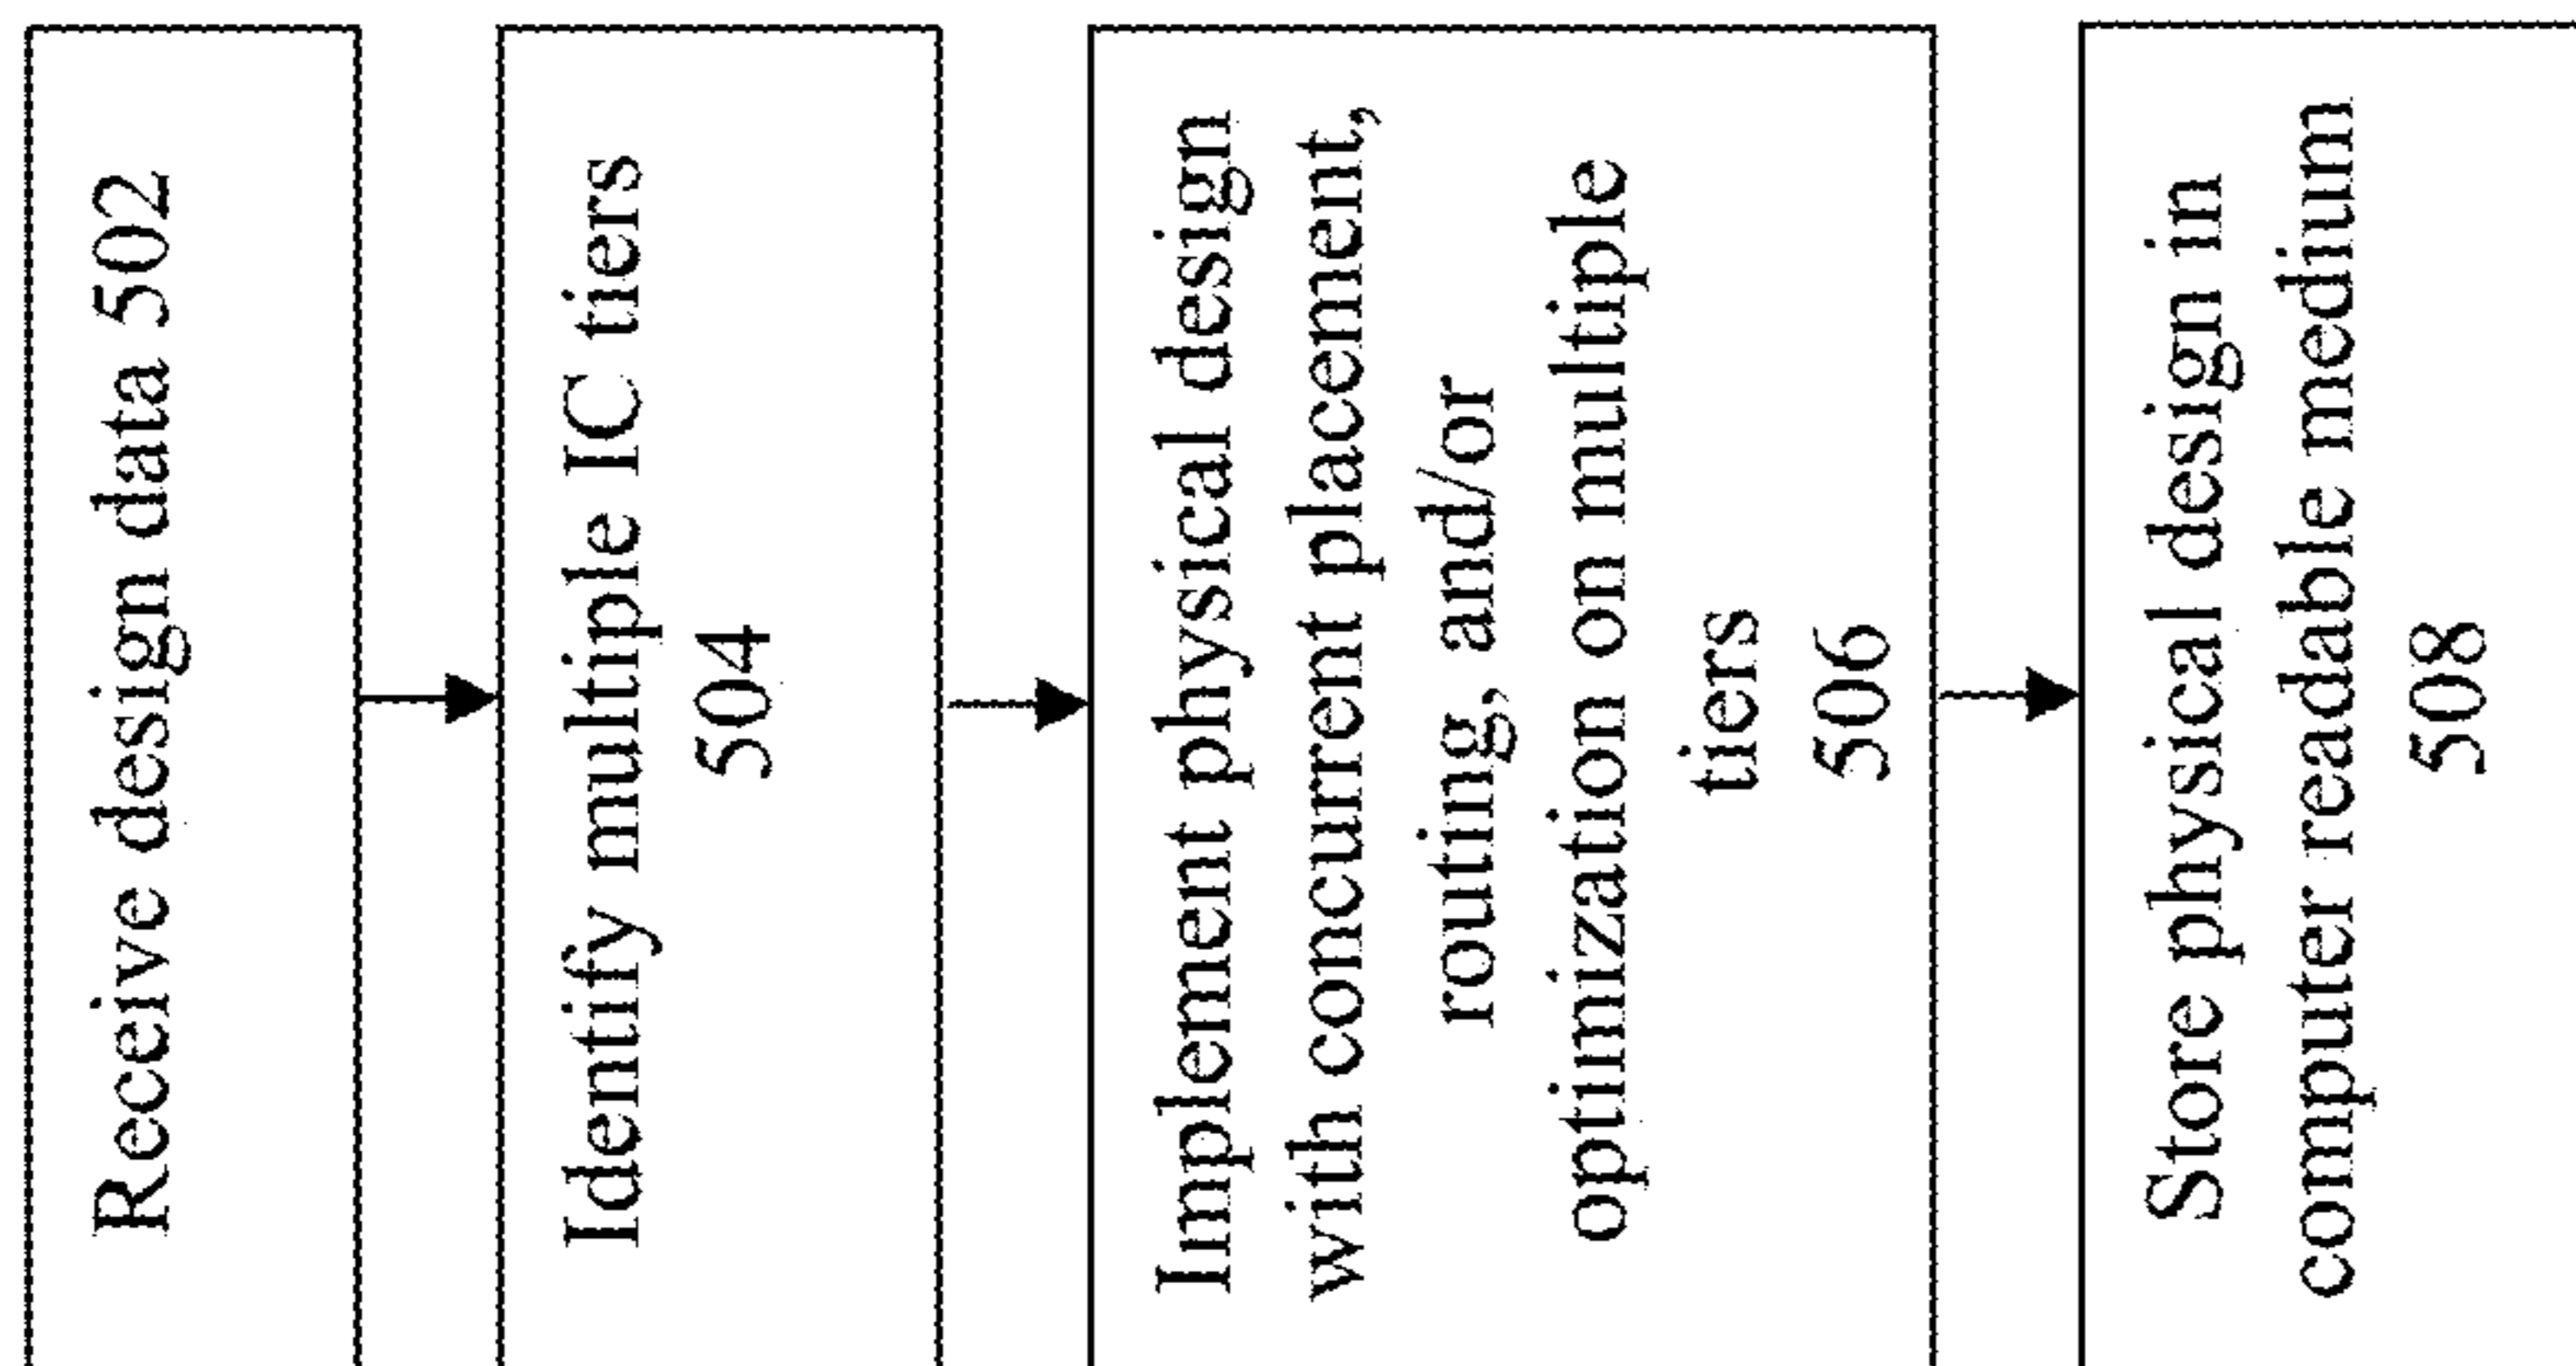 Receive design data 502
Identify multiple IC tiers
504
Implement physical design
with concurrent placement,
routing, and/or
optimization on multiple
tiers
506
Store physical design in
computer readable medium
508